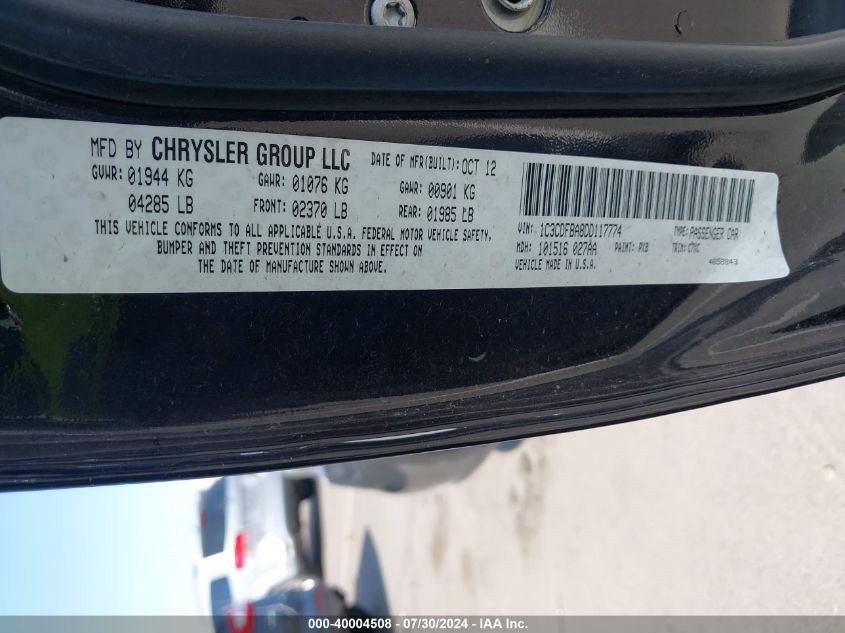 MFD BY CHRYSLER GROUP LLC DATE OF MFR(BUILT): OCT 12
GVWR: 01944 KG GAWR: 01076 KG GAWR: 00901 KG
04285 LB FRONT: 02370 LB REAR: 01985 LB
THIS VEHICLE CONFORMS TO ALL APPLICABLE U.S.A. FEDERAL MOTOR VEHICLE SAFETY,
BUMPER AND THEFT PREVENTION STANDARDS IN EFFECT ON
THE DATE OF MANUFACTURE SHOWN ABOVE.
VIN: 1C3CDFBA8DD117774 TYPE: PASSENGER CAR
MDH: 101516 027AA PAINT: PX8 TRIM:
VEHICLE MADE IN U.S.A.
000-40004508 - 07/30/2024 - IAA Inc.